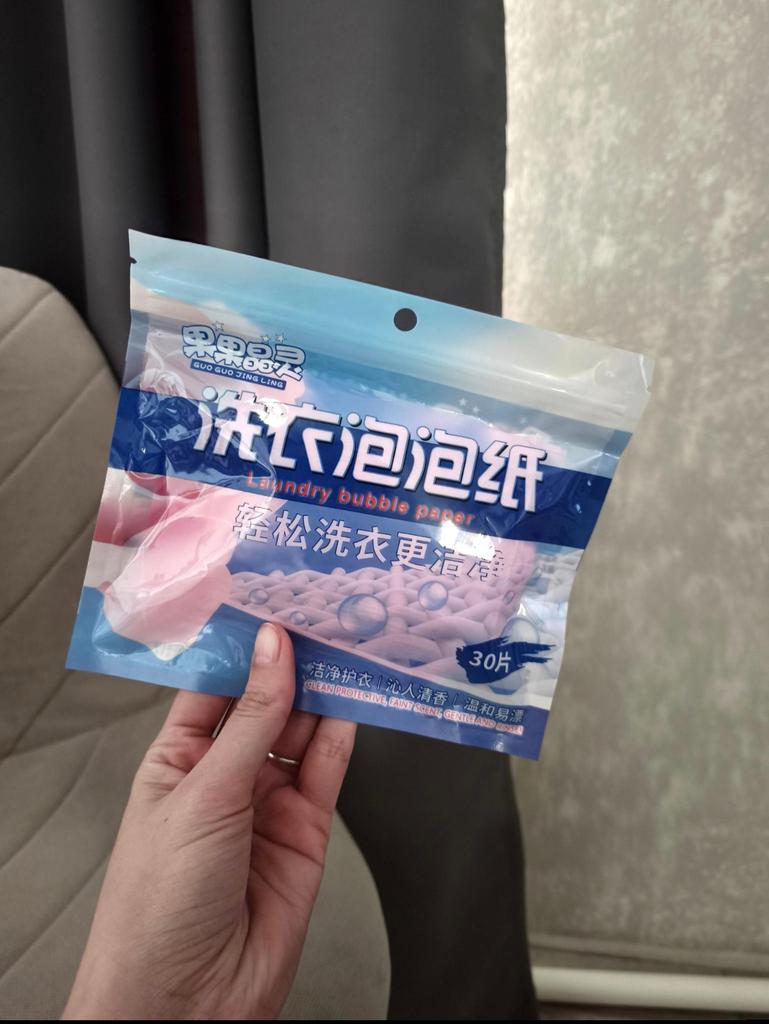 果果晶灵
GUO GUO JING LING
洗衣泡泡纸
Laundry bubble paper
轻松洗衣更洁净
30片
洁净护衣 | 沁人清香 | 温和易漂
CLEAN PROTECTIVE, FAINT SCENT, GENTLE AND RINSE!